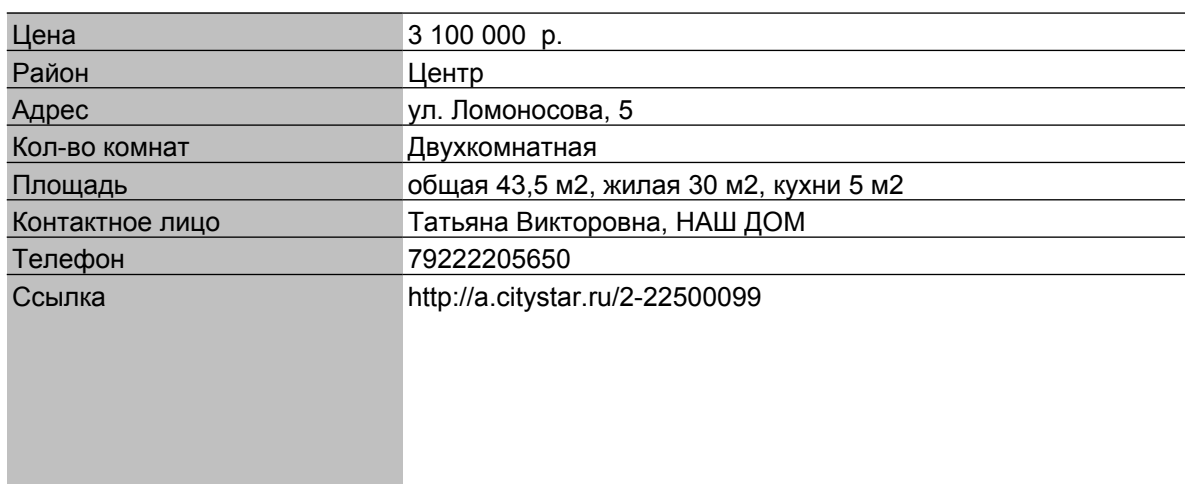 Цена 3 100 000 р.
Район Центр
Адрес ул. Ломоносова, 5
Кол-во комнат Двухкомнатная
Площадь общая 43,5 м2, жилая 30 м2, кухни 5 м2
Контактное лицо Татьяна Викторовна, НАШ ДОМ
Телефон 79222205650
Ссылка http://a.citystar.ru/2-22500099